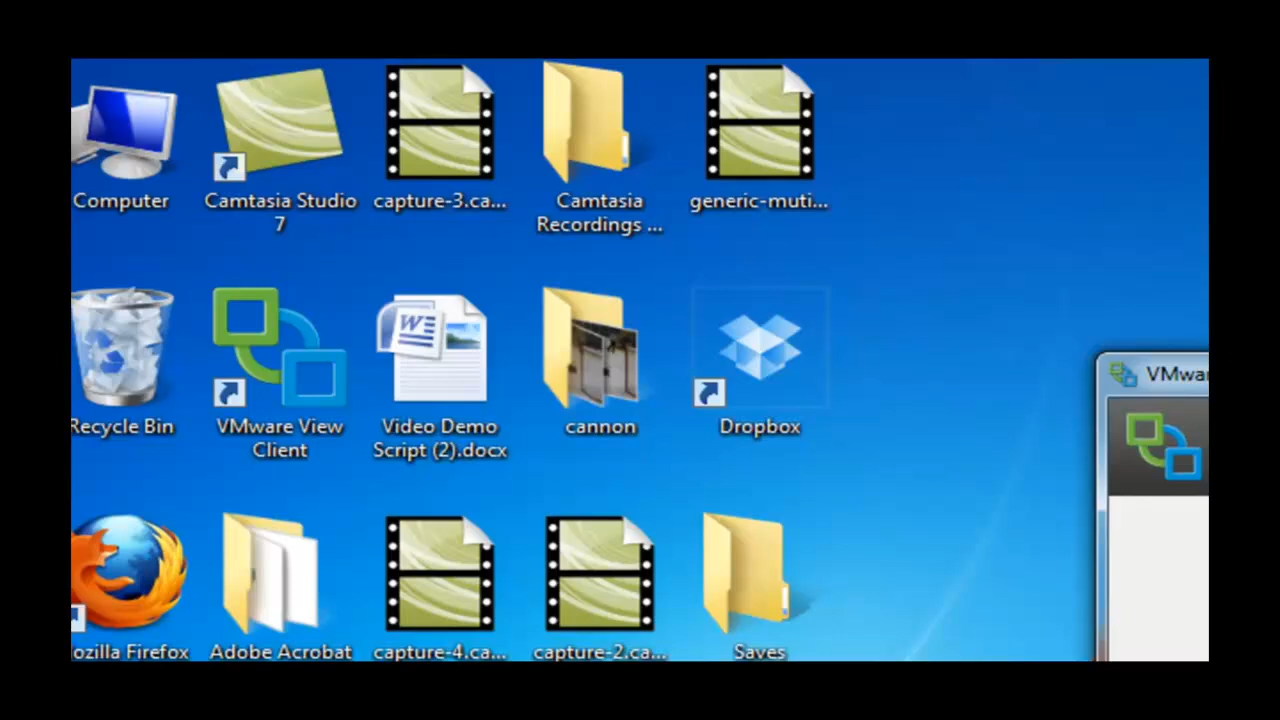 Computer
Camtasia Studio
7
capture-3.ca...
Camtasia
Recordings ...
generic-muti...
Recycle Bin
VMware View
Client
Video Demo
Script (2).docx
cannon
Dropbox
VMwar
ozilla Firefox
Adobe Acrobat
capture-4.ca...
capture-2.ca...
Saves